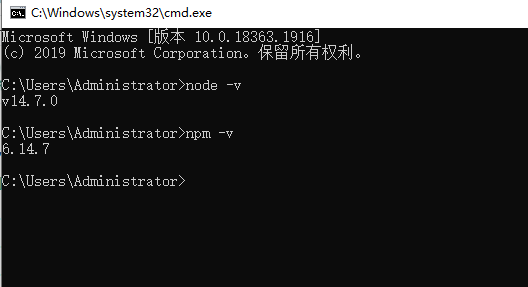 C:\Windows\system32\cmd.exe
Microsoft Windows [版本 10.0.18363.1916]
(c) 2019 Microsoft Corporation。保留所有权利。
C:\Users\Administrator>node -v
v14.7.0
C:\Users\Administrator>npm -v
6.14.7
C:\Users\Administrator>